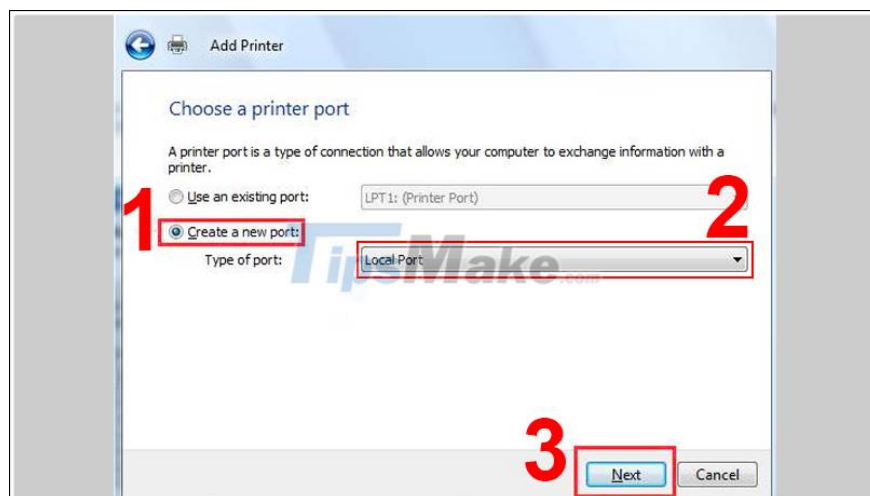 Add Printer
Choose a printer port
A printer port is a type of connection that allows your computer to exchange information with a
printer.
Use an existing port: LPT1: (Printer Port)
1
2
Create a new port:
Type of port: Local Port
TipsMake.com
3
Next Cancel